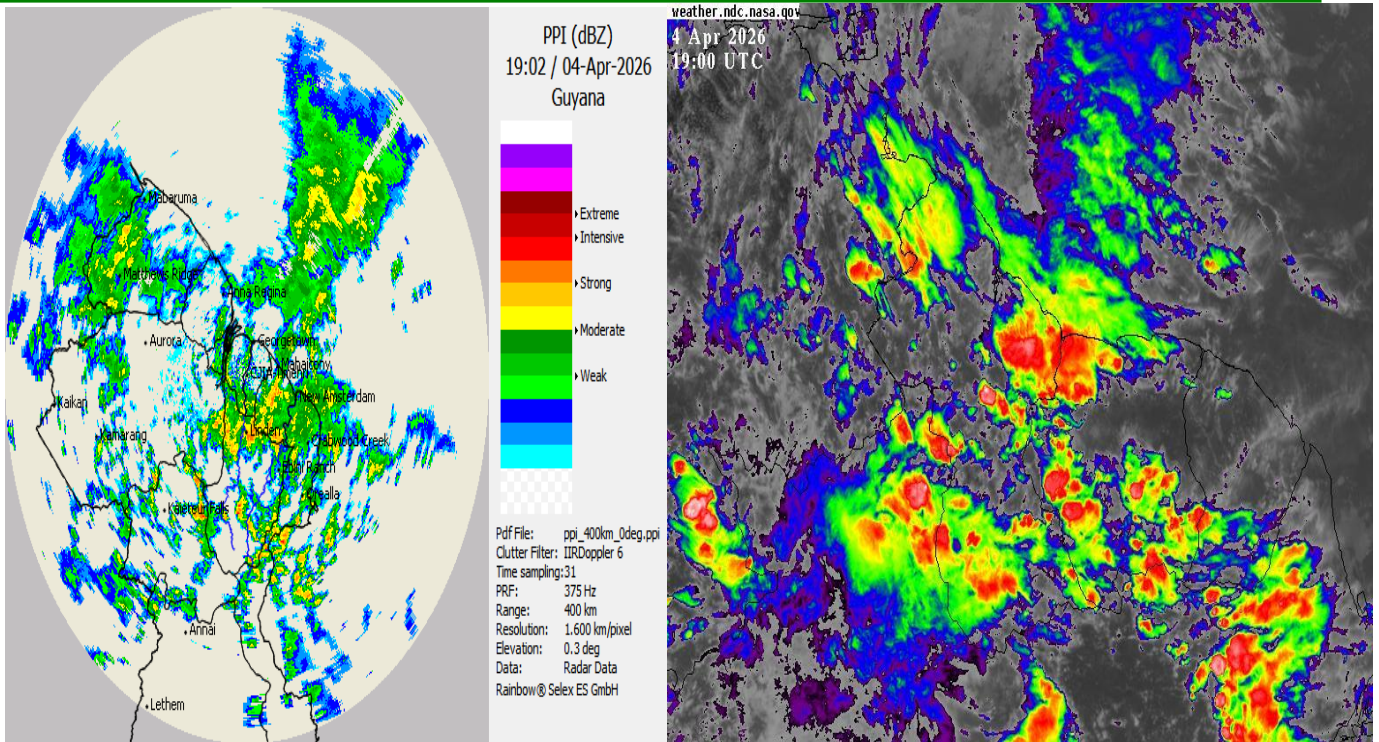 Mabaruma
Matthews Ridge
Anna Regina
Aurora
Georgetown
Mahaicony
New Amsterdam
Kaikan
Kamarang
Linden
Crabwood Creek
Kaieteur Falls
Annai
Lethem
PPI (dBZ)
19:02 / 04-Apr-2026
Guyana
Extreme
Intensive
Strong
Moderate
Weak
Pdf File: ppi_400km_0deg.ppi
Clutter Filter: IIRDoppler 6
Time sampling:31
PRF: 375 Hz
Range: 400 km
Resolution: 1.600 km/pixel
Elevation: 0.3 deg
Data: Radar Data
Rainbow® Selex ES GmbH
weather.ndc.nasa.gov
4 Apr 2026
19:00 UTC